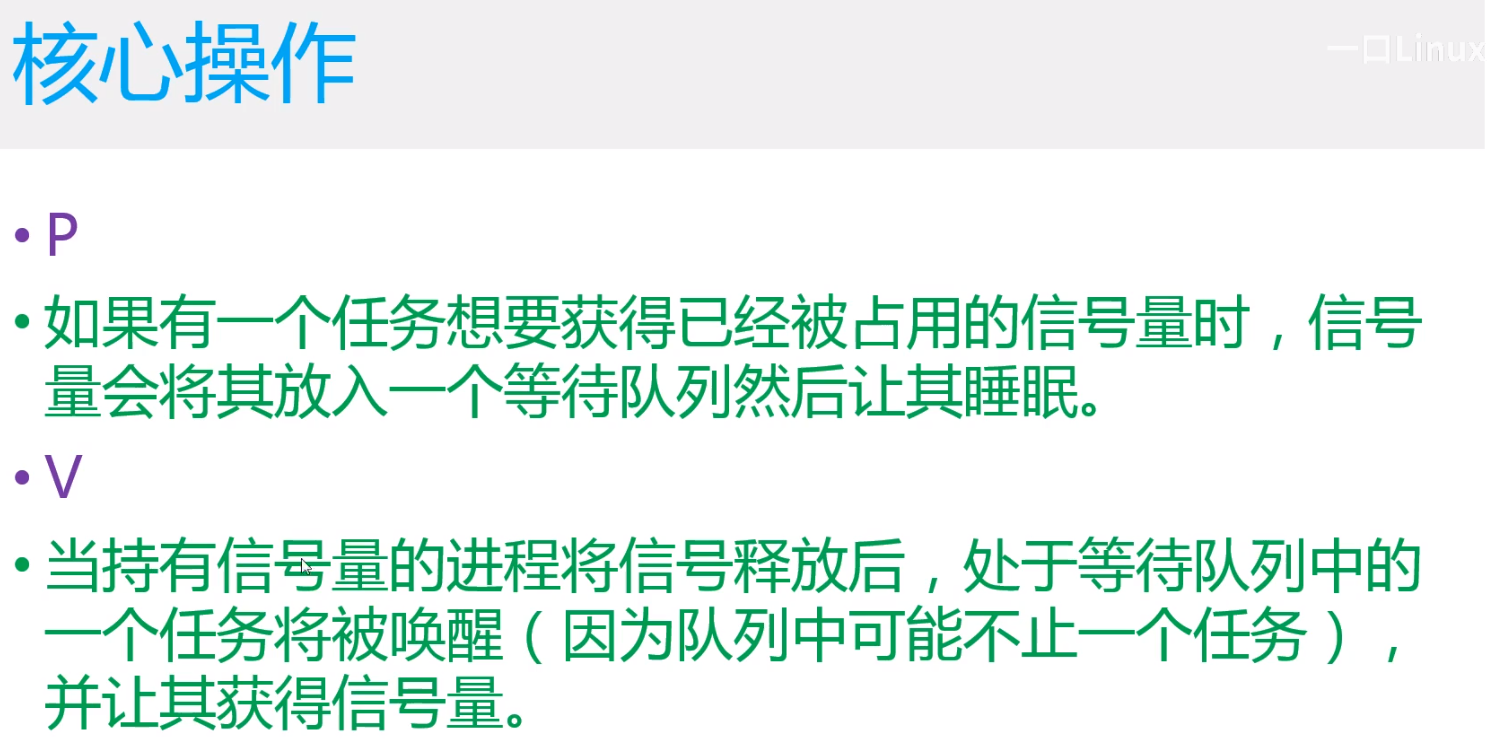 核心操作
一口Linux
• P
• 如果有一个任务想要获得已经被占用的信号量时，信号
量会将其放入一个等待队列然后让其睡眠。
• V
• 当持有信号量的进程将信号释放后，处于等待队列中的
一个任务将被唤醒（因为队列中可能不止一个任务），
并让其获得信号量。